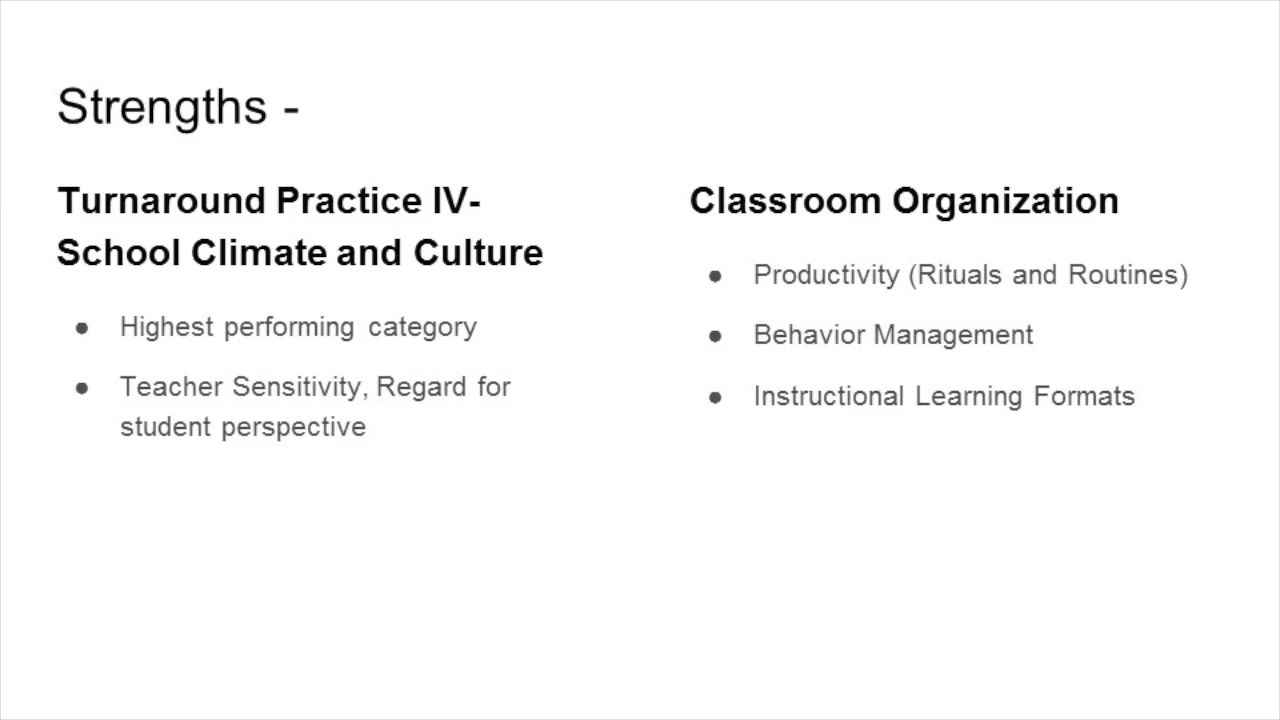 Strengths -
Turnaround Practice IV-
School Climate and Culture
● Highest performing category
● Teacher Sensitivity, Regard for
student perspective
Classroom Organization
● Productivity (Rituals and Routines)
● Behavior Management
● Instructional Learning Formats